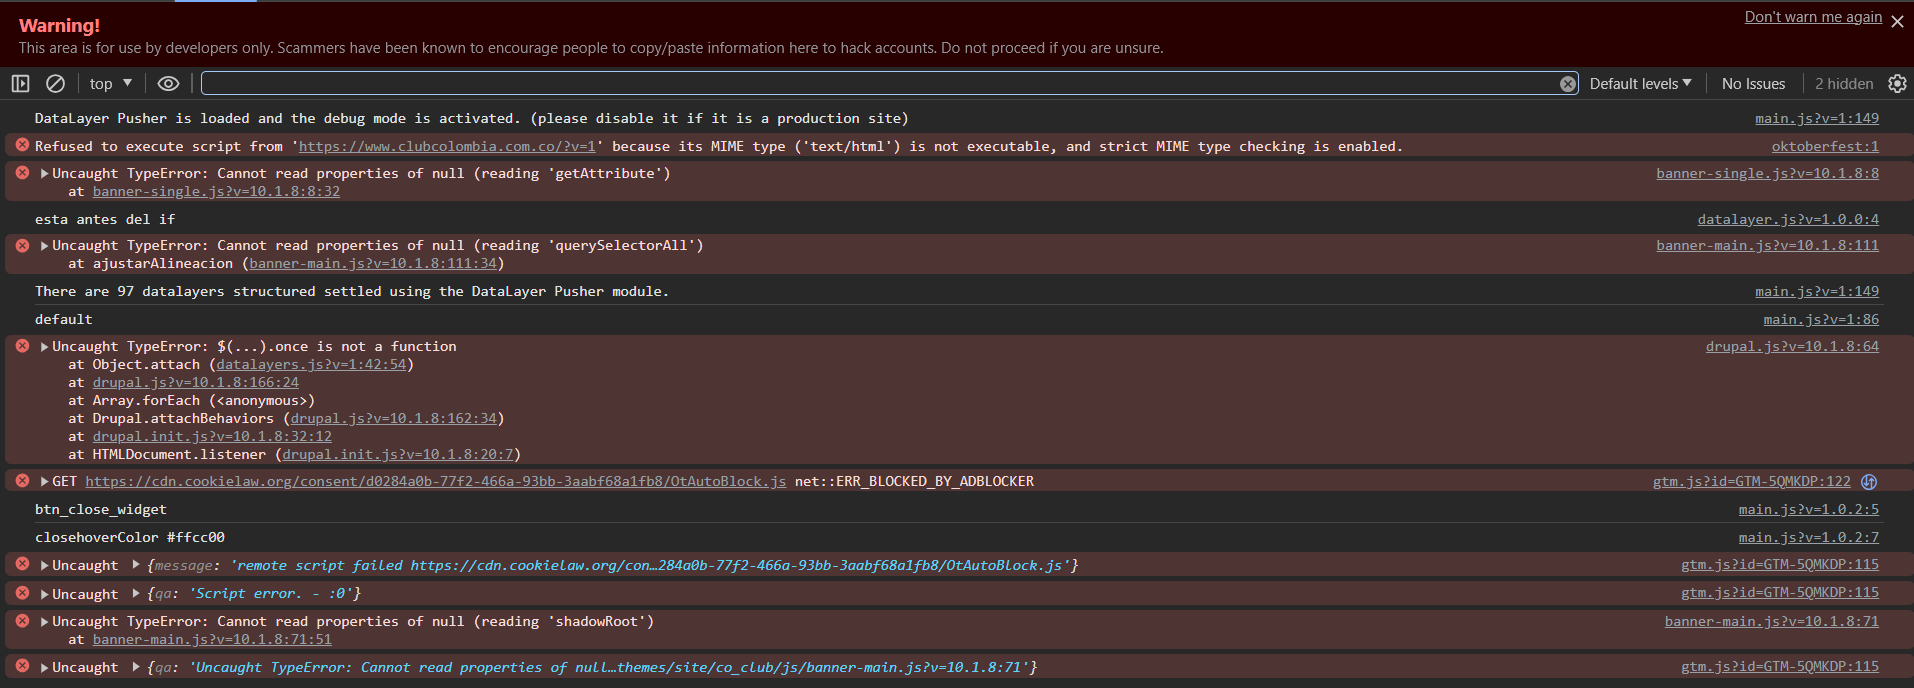 Warning!
Don't warn me again
This area is for use by developers only. Scammers have been known to encourage people to copy/paste information here to hack accounts. Do not proceed if you are unsure.
top Default levels No Issues 2 hidden
DataLayer Pusher is loaded and the debug mode is activated. (please disable it if it is a production site) main.js?v=1:149
Refused to execute script from 'https://www.clubcolombia.com.co/?v=1' because its MIME type ('text/html') is not executable, and strict MIME type checking is enabled. oktoberfest:1
Uncaught TypeError: Cannot read properties of null (reading 'getAttribute') banner-single.js?v=10.1.8:8
at banner-single.js?v=10.1.8:8:32
esta antes del if datalayer.js?v=1.0.0:4
Uncaught TypeError: Cannot read properties of null (reading 'querySelectorAll') banner-main.js?v=10.1.8:111
at ajustarAlineacion (banner-main.js?v=10.1.8:111:34)
There are 97 datalayers structured settled using the DataLayer Pusher module. main.js?v=1:149
default main.js?v=1:86
Uncaught TypeError: $(...).once is not a function drupal.js?v=10.1.8:64
at Object.attach (datalayers.js?v=1:42:54)
at drupal.js?v=10.1.8:166:24
at Array.forEach (<anonymous>)
at Drupal.attachBehaviors (drupal.js?v=10.1.8:162:34)
at drupal.init.js?v=10.1.8:32:12
at HTMLDocument.listener (drupal.init.js?v=10.1.8:20:7)
GET https://cdn.cookielaw.org/consent/d0284a0b-77f2-466a-93bb-3aabf68a1fb8/OtAutoBlock.js net::ERR_BLOCKED_BY_ADBLOCKER gtm.js?id=GTM-5QMKDP:122
btn_close_widget main.js?v=1.0.2:5
closehoverColor #ffcc00 main.js?v=1.0.2:7
Uncaught {message: 'remote script failed https://cdn.cookielaw.org/con…284a0b-77f2-466a-93bb-3aabf68a1fb8/OtAutoBlock.js'} gtm.js?id=GTM-5QMKDP:115
Uncaught {qa: 'Script error. - :0'} gtm.js?id=GTM-5QMKDP:115
Uncaught TypeError: Cannot read properties of null (reading 'shadowRoot') banner-main.js?v=10.1.8:71
at banner-main.js?v=10.1.8:71:51
Uncaught {qa: 'Uncaught TypeError: Cannot read properties of null…themes/site/co_club/js/banner-main.js?v=10.1.8:71'} gtm.js?id=GTM-5QMKDP:115